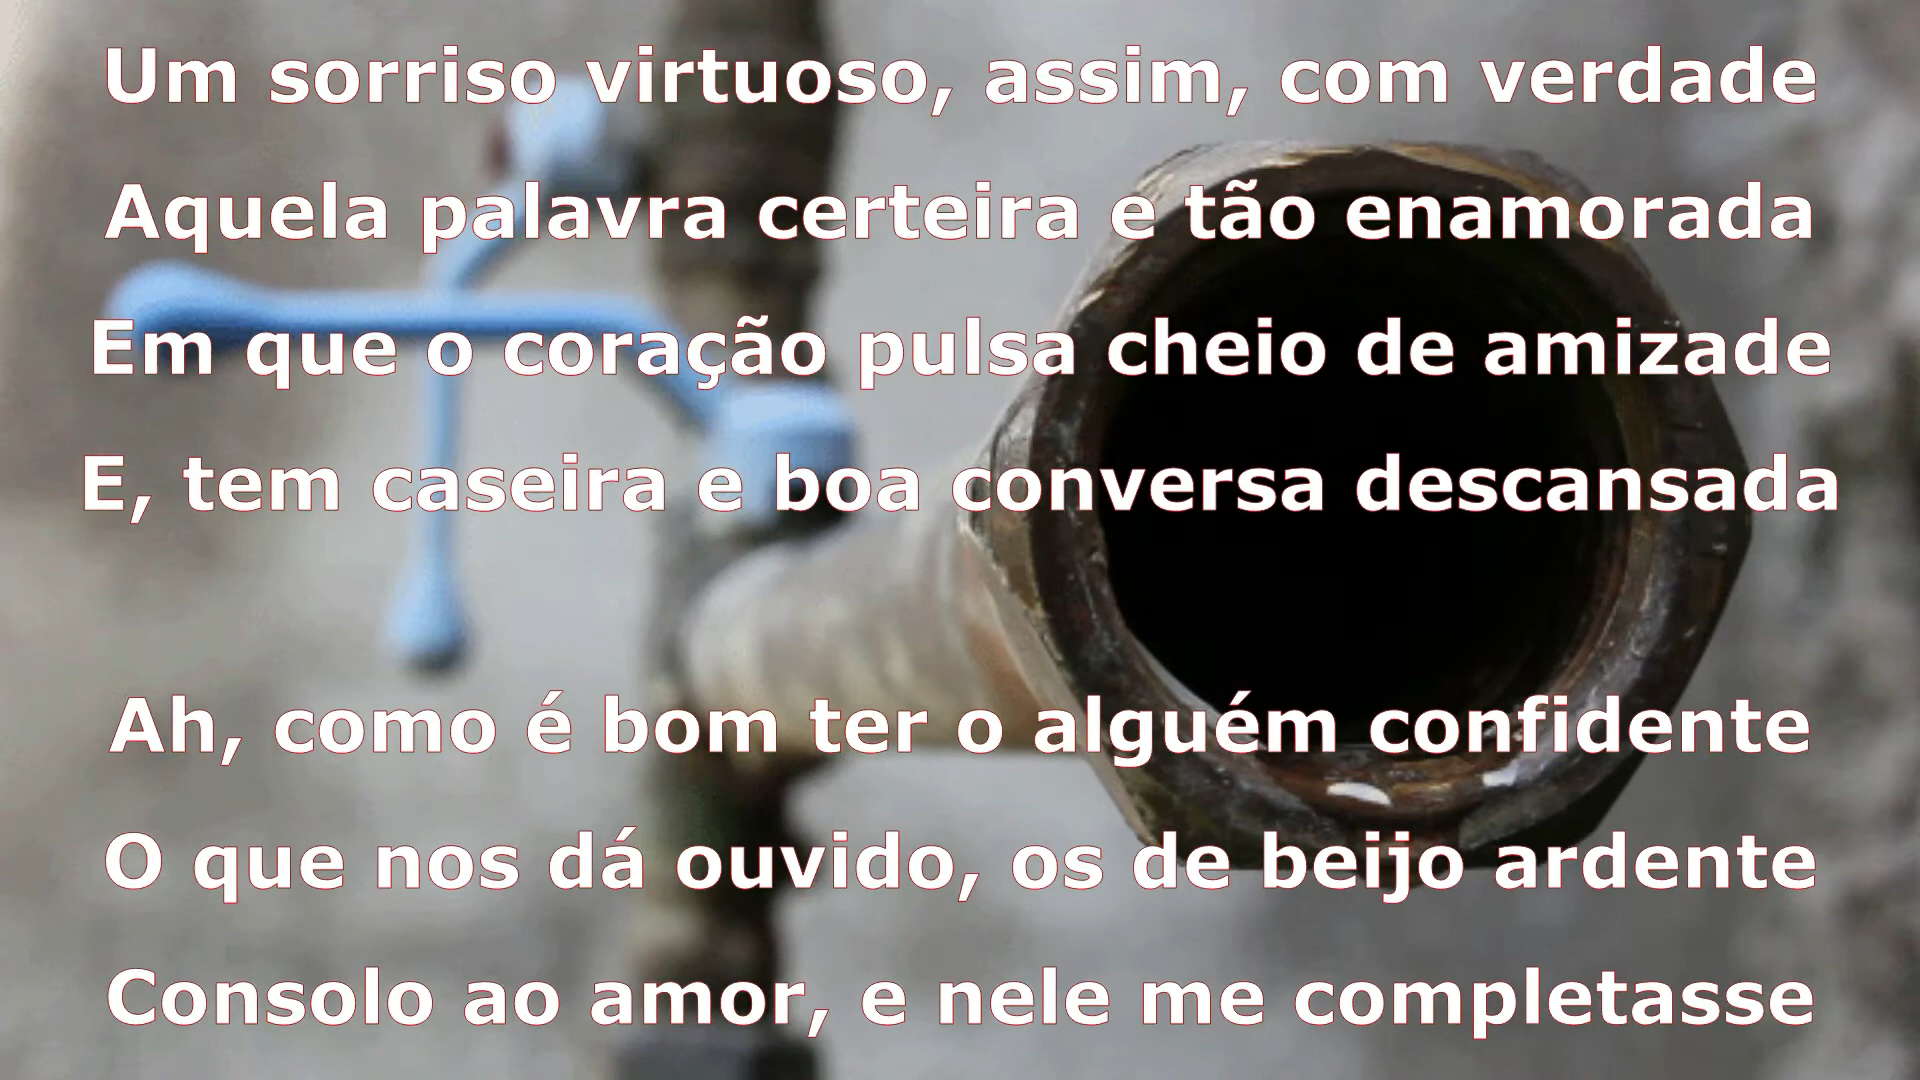 Um sorriso virtuoso, assim, com verdade
Aquela palavra certeira e tão enamorada
Em que o coração pulsa cheio de amizade
E, tem caseira e boa conversa descansada
Ah, como é bom ter o alguém confidente
O que nos dá ouvido, os de beijo ardente
Consolo ao amor, e nele me completasse